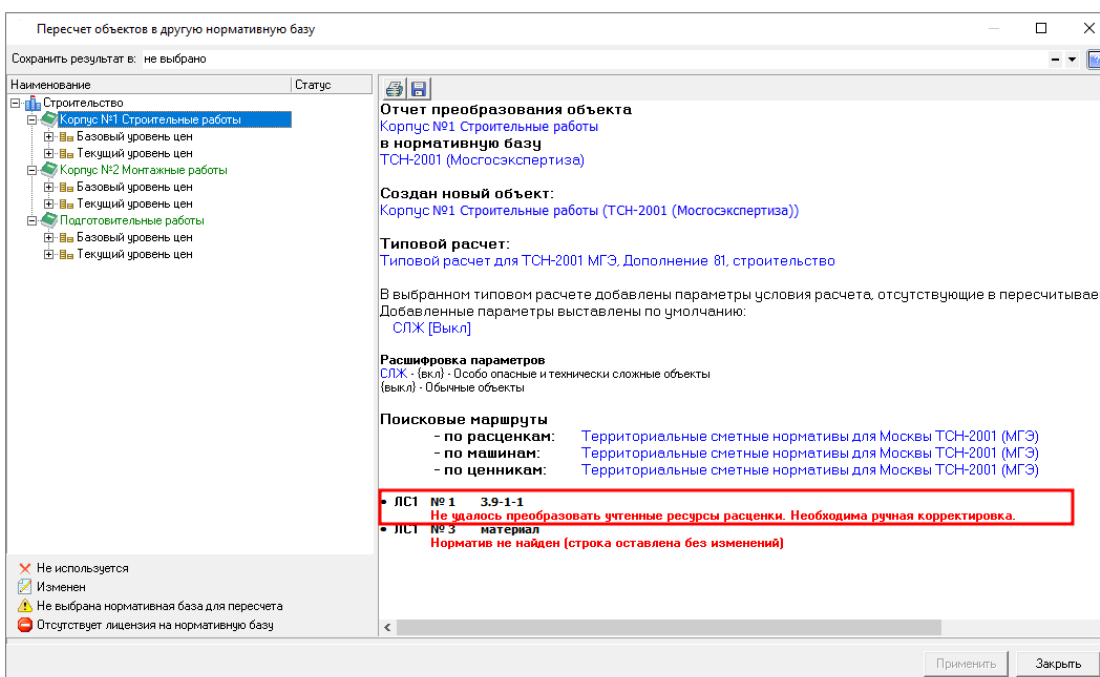 Пересчет объектов в другую нормативную базу
Сохранить результат в: не выбрано
Наименование Статус
Строительство
Корпус №1 Строительные работы
Базовый уровень цен
Текущий уровень цен
Корпус №2 Монтажные работы
Базовый уровень цен
Текущий уровень цен
Подготовительные работы
Базовый уровень цен
Текущий уровень цен
Не используется
Изменен
Не выбрана нормативная база для пересчета
Отсутствует лицензия на нормативную базу
Отчет преобразования объекта
Корпус №1 Строительные работы
в нормативную базу
ТСН-2001 (Мосгосэкспертиза)
Создан новый объект:
Корпус №1 Строительные работы (ТСН-2001 (Мосгосэкспертиза))
Типовой расчет:
Типовой расчет для ТСН-2001 МГЭ, Дополнение 81, строительство
В выбранном типовом расчете добавлены параметры условия расчета, отсутствующие в пересчитывае
Добавленные параметры выставлены по умолчанию:
СЛЖ [Выкл]
Расшифровка параметров
СЛЖ - {вкл} - Особо опасные и технически сложные объекты
{выкл} - Обычные объекты
Поисковые маршруты
- по расценкам: Территориальные сметные нормативы для Москвы ТСН-2001 (МГЭ)
- по машинам: Территориальные сметные нормативы для Москвы ТСН-2001 (МГЭ)
- по ценникам: Территориальные сметные нормативы для Москвы ТСН-2001 (МГЭ)
• ЛС1 № 1 3.9-1-1
Не удалось преобразовать учтенные ресурсы расценки. Необходима ручная корректировка.
• ЛС1 № 3 материал
Норматив не найден (строка оставлена без изменений)
Применить Закрыть